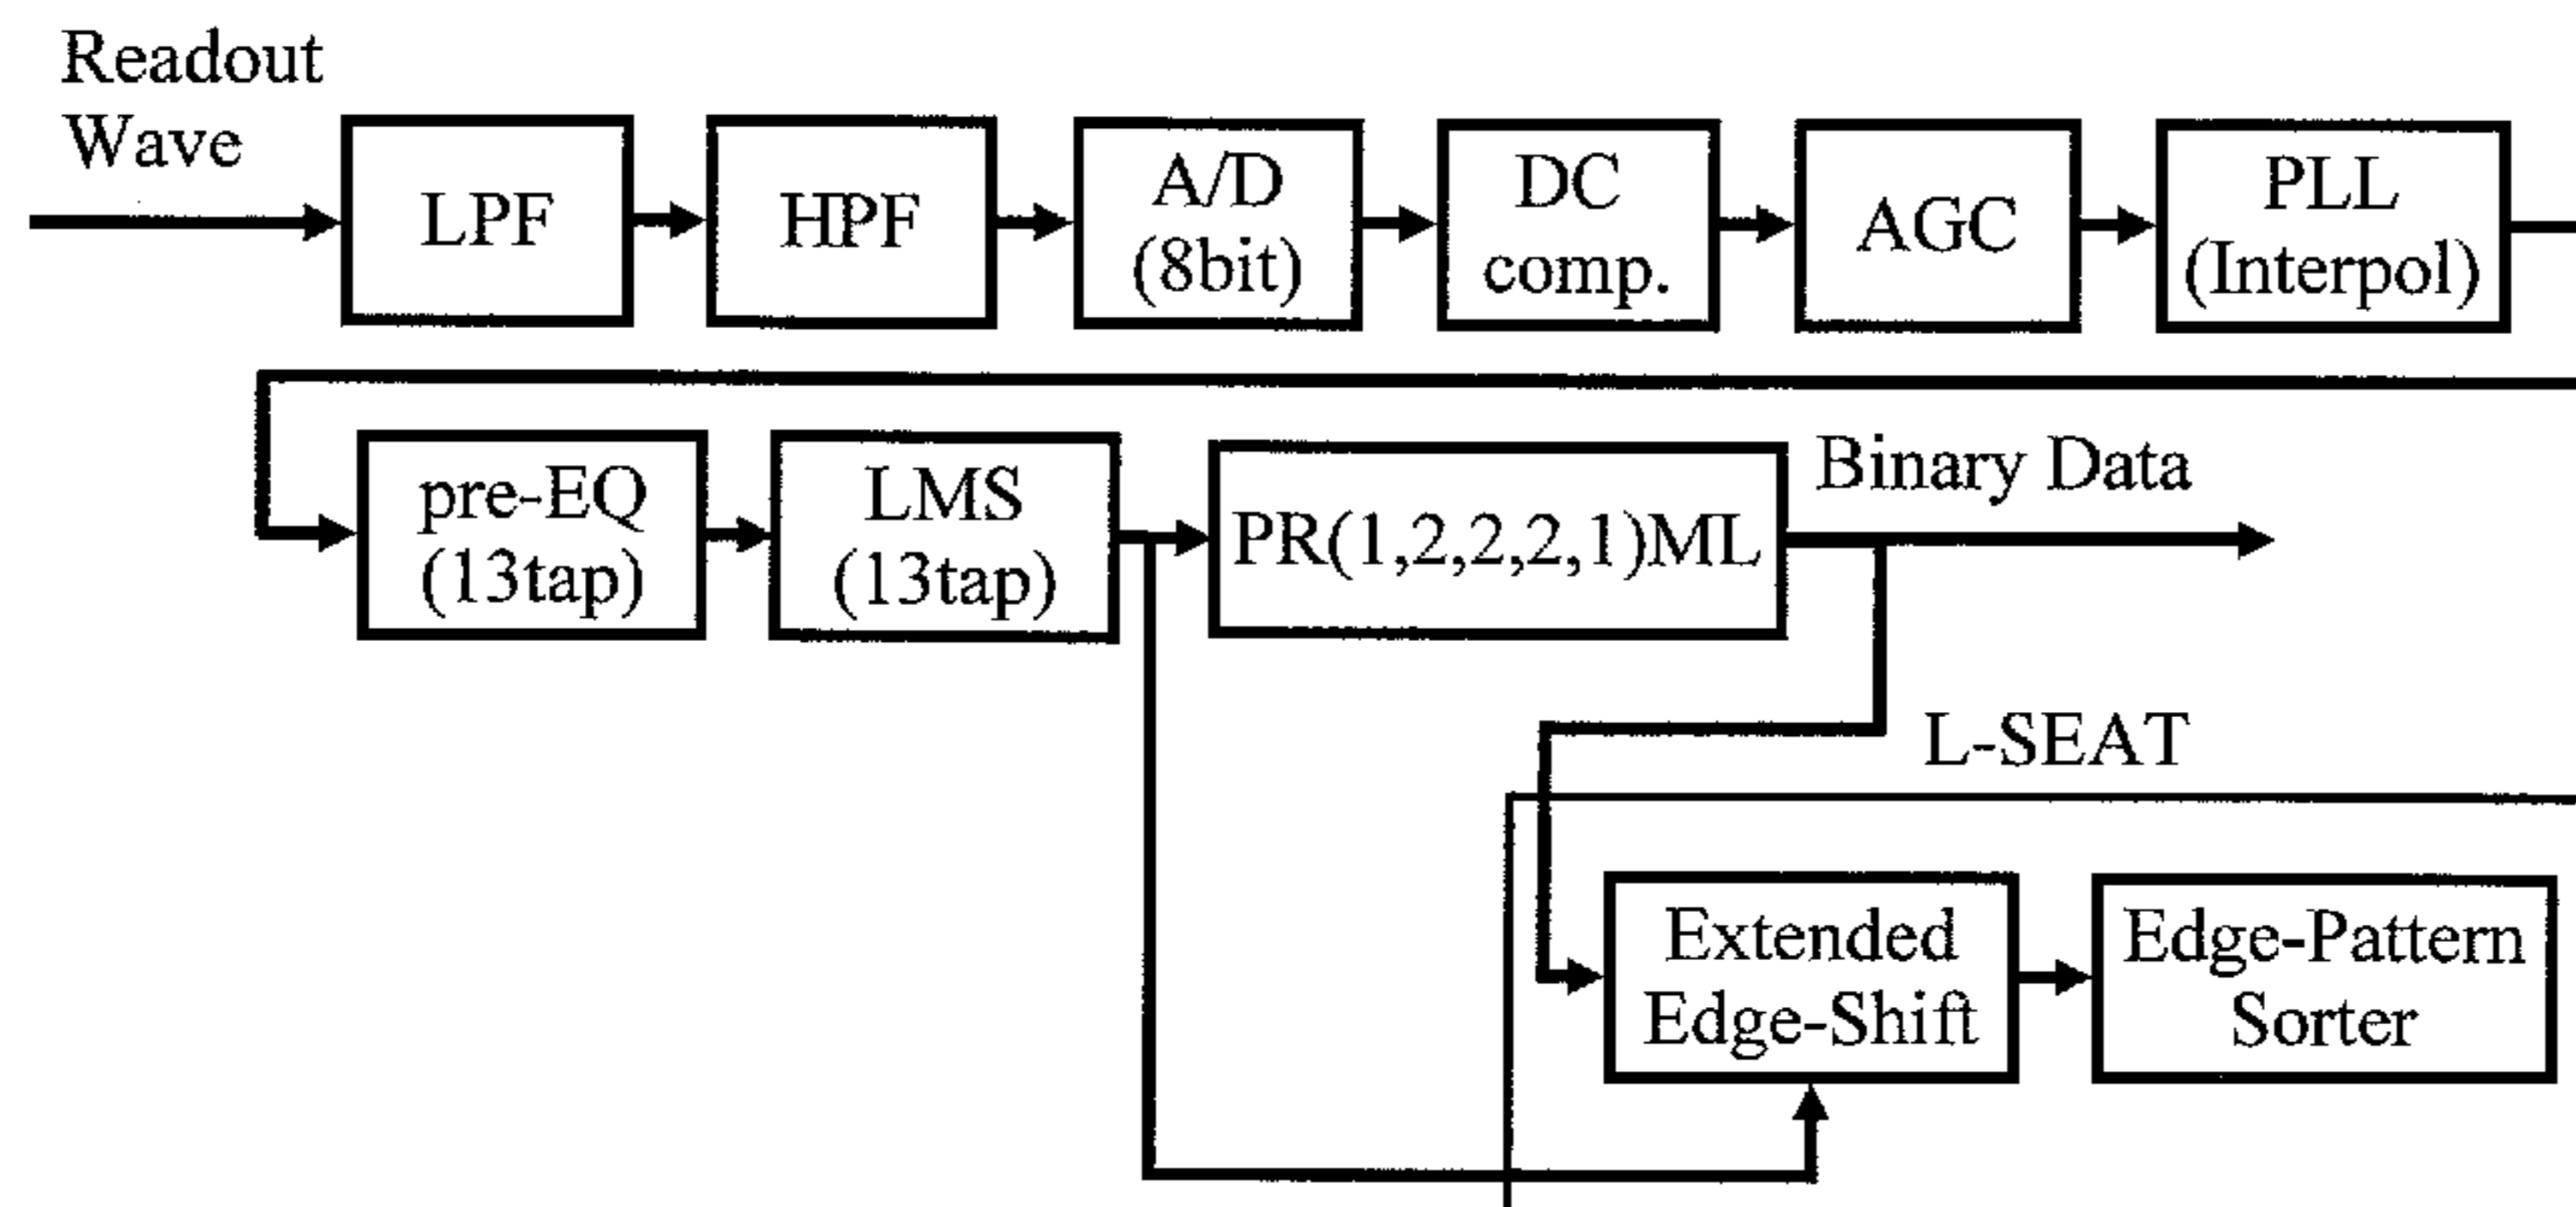 Readout
Wave
LPF
HPF
A/D
(8bit)
DC
comp.
AGC
PLL
(Interpol)
pre-EQ
(13tap)
LMS
(13tap)
PR(1,2,2,2,1)ML
Binary Data
L-SEAT
Extended
Edge-Shift
Edge-Pattern
Sorter